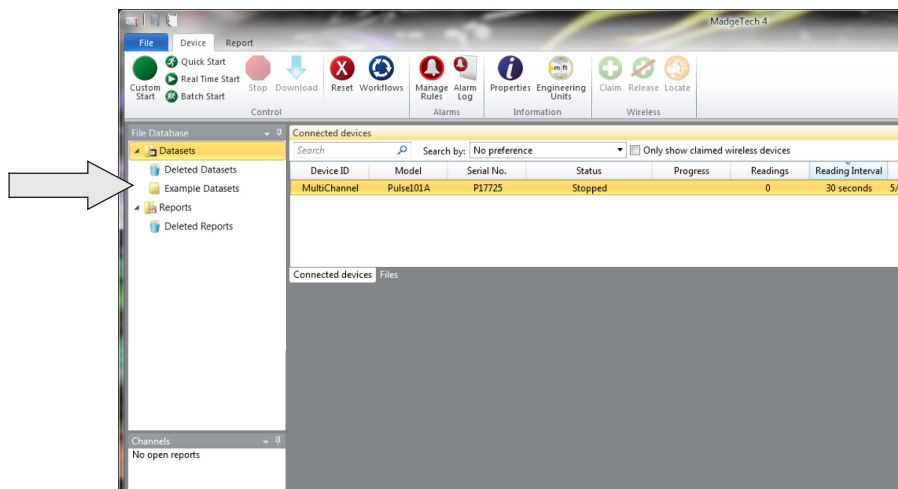 MadgeTech 4
File Device Report
Custom Start
Quick Start
Real Time Start
Batch Start
Stop
Download
Reset
Workflows
Manage Rules
Alarm Log
Properties
Engineering Units
Claim
Release
Locate
Control
Alarms
Information
Wireless
File Database
Datasets
Deleted Datasets
Example Datasets
Reports
Deleted Reports
Connected devices
Search
Search by: No preference
Only show claimed wireless devices
Device ID Model Serial No. Status Progress Readings Reading Interval
MultiChannel Pulse101A P17725 Stopped 0 30 seconds 5/
Connected devices Files
Channels
No open reports